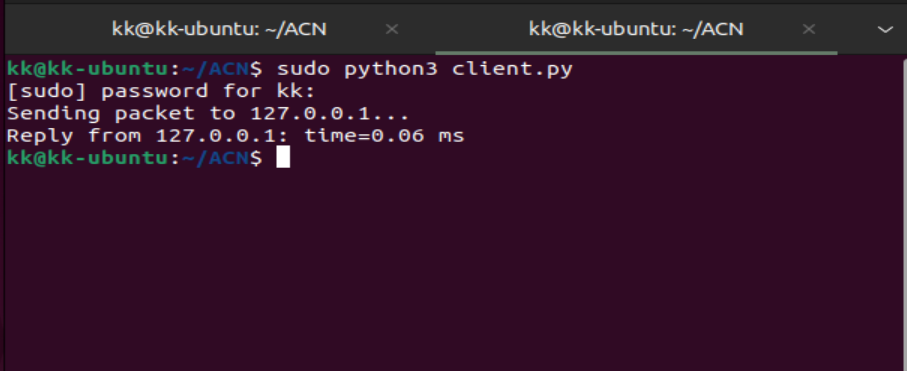 kk@kk-ubuntu: ~/ACN × kk@kk-ubuntu: ~/ACN ×
kk@kk-ubuntu:~/ACN$ sudo python3 client.py
[sudo] password for kk:
Sending packet to 127.0.0.1...
Reply from 127.0.0.1: time=0.06 ms
kk@kk-ubuntu:~/ACN$